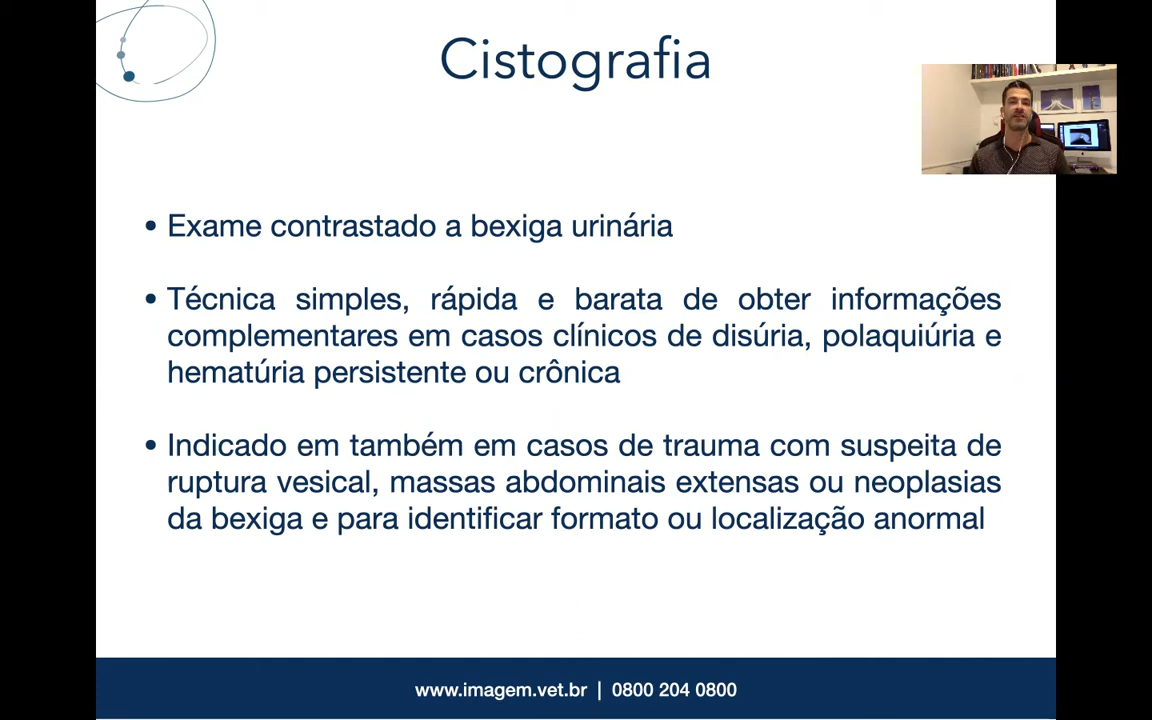 Cistografia
• Exame contrastado a bexiga urinária
• Técnica simples, rápida e barata de obter informações
complementares em casos clínicos de disúria, polaquiúria e
hematúria persistente ou crônica
• Indicado em também em casos de trauma com suspeita de
ruptura vesical, massas abdominais extensas ou neoplasias
da bexiga e para identificar formato ou localização anormal
www.imagem.vet.br | 0800 204 0800